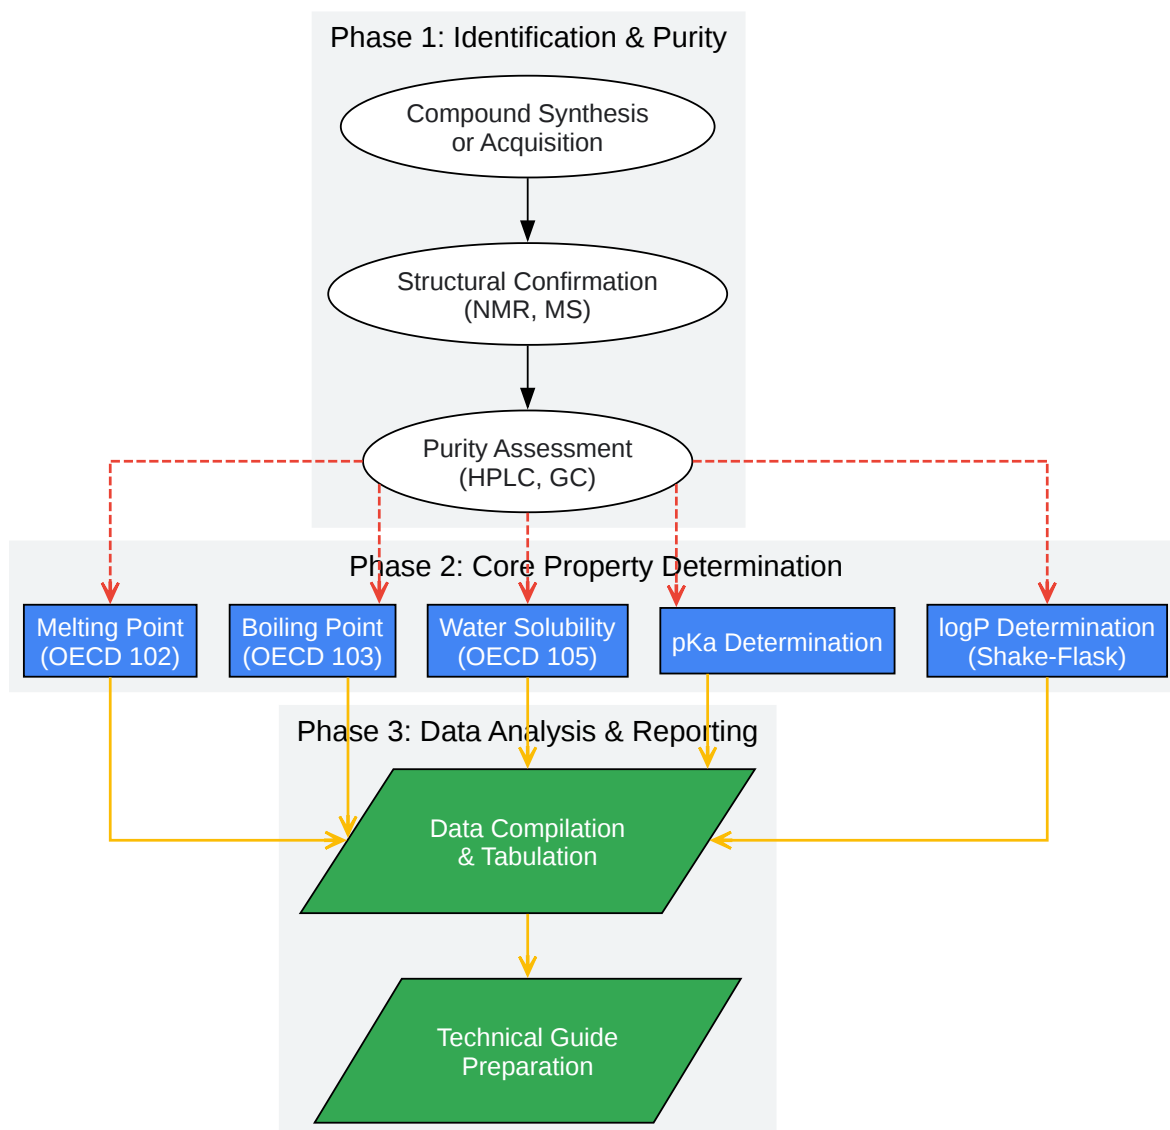 Phase 1: Identification & Purity
Compound Synthesis
or Acquisition
Structural Confirmation
(NMR, MS)
Purity Assessment
(HPLC, GC)
Phase 2: Core Property Determination
Melting Point
(OECD 102)
Boiling Point
(OECD 103)
Water Solubility
(OECD 105)
pKa Determination
logP Determination
(Shake-Flask)
Phase 3: Data Analysis & Reporting
Data Compilation
& Tabulation
Technical Guide
Preparation